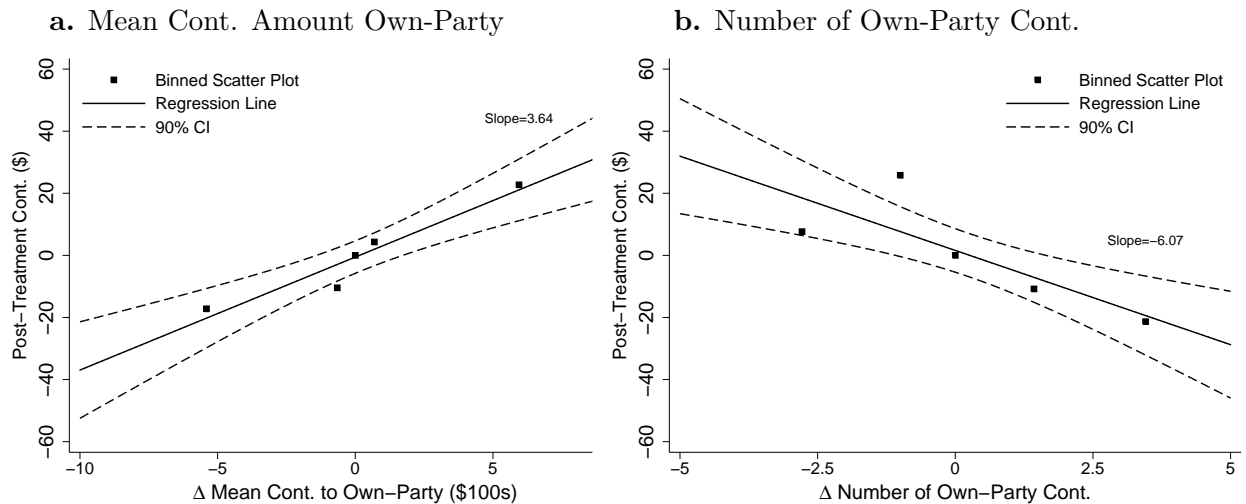 a. Mean Cont. Amount Own-Party
60
40
20
0
−20
−40
−60
Post−Treatment Cont. ($)
Binned Scatter Plot
Regression Line
90% CI
Slope=3.64
−10
−5
0
5
Δ Mean Cont. to Own−Party ($100s)
b. Number of Own-Party Cont.
60
40
20
0
−20
−40
−60
Post−Treatment Cont. ($)
Binned Scatter Plot
Regression Line
90% CI
Slope=−6.07
−5
−2.5
0
2.5
5
Δ Number of Own−Party Cont.